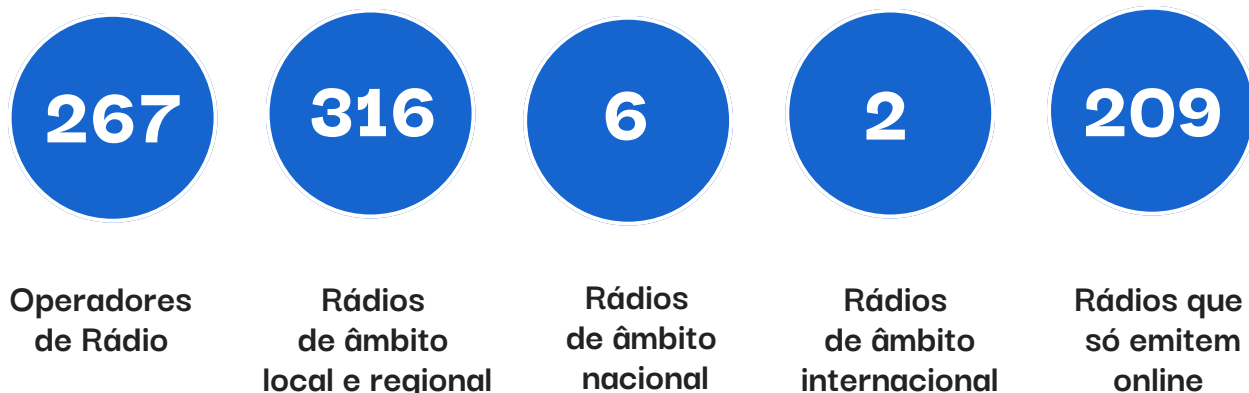 267
Operadores
de Rádio
316
Rádios
de âmbito
local e regional
6
Rádios
de âmbito
nacional
2
Rádios
de âmbito
internacional
209
Rádios que
só emitem
online